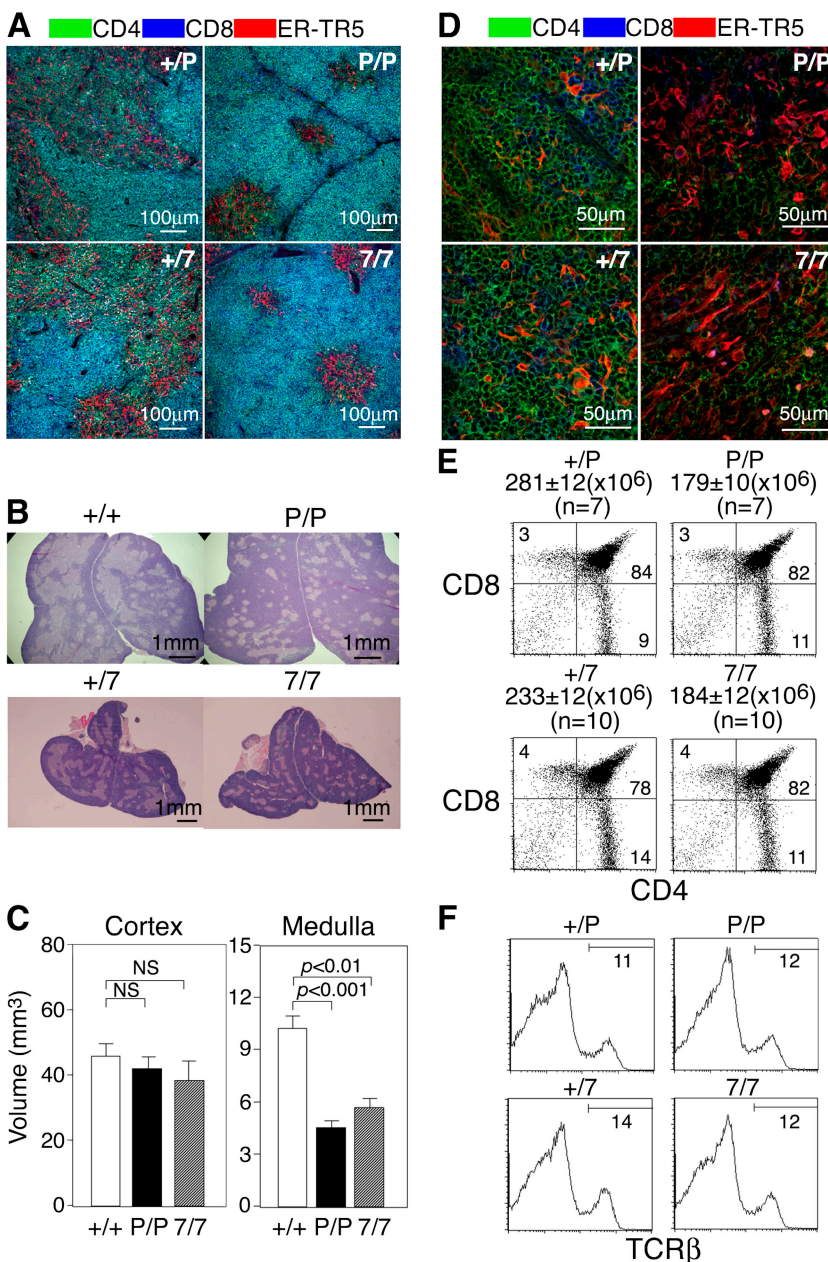 A
CD4 CD8 ER-TR5
+/P P/P
100μm 100μm
+/7 7/7
100μm 100μm
B
+/+ P/P
1mm 1mm
+/7 7/7
1mm 1mm
C
Cortex Medulla
Volume (mm3)
80
60
40
20
0
NS
NS
+/+ P/P 7/7
15
12
9
6
3
0
p<0.01
p<0.001
+/+ P/P 7/7
D
CD4 CD8 ER-TR5
+/P P/P
50μm 50μm
+/7 7/7
50μm 50μm
E
+/P P/P
281±12(x106) 179±10(x106)
(n=7) (n=7)
CD8
3 84 9
3 82 11
+/7 7/7
233±12(x106) 184±12(x106)
(n=10) (n=10)
CD8
4 78 14
4 82 11
CD4
F
+/P P/P
11 12
+/7 7/7
14 12
TCRβ